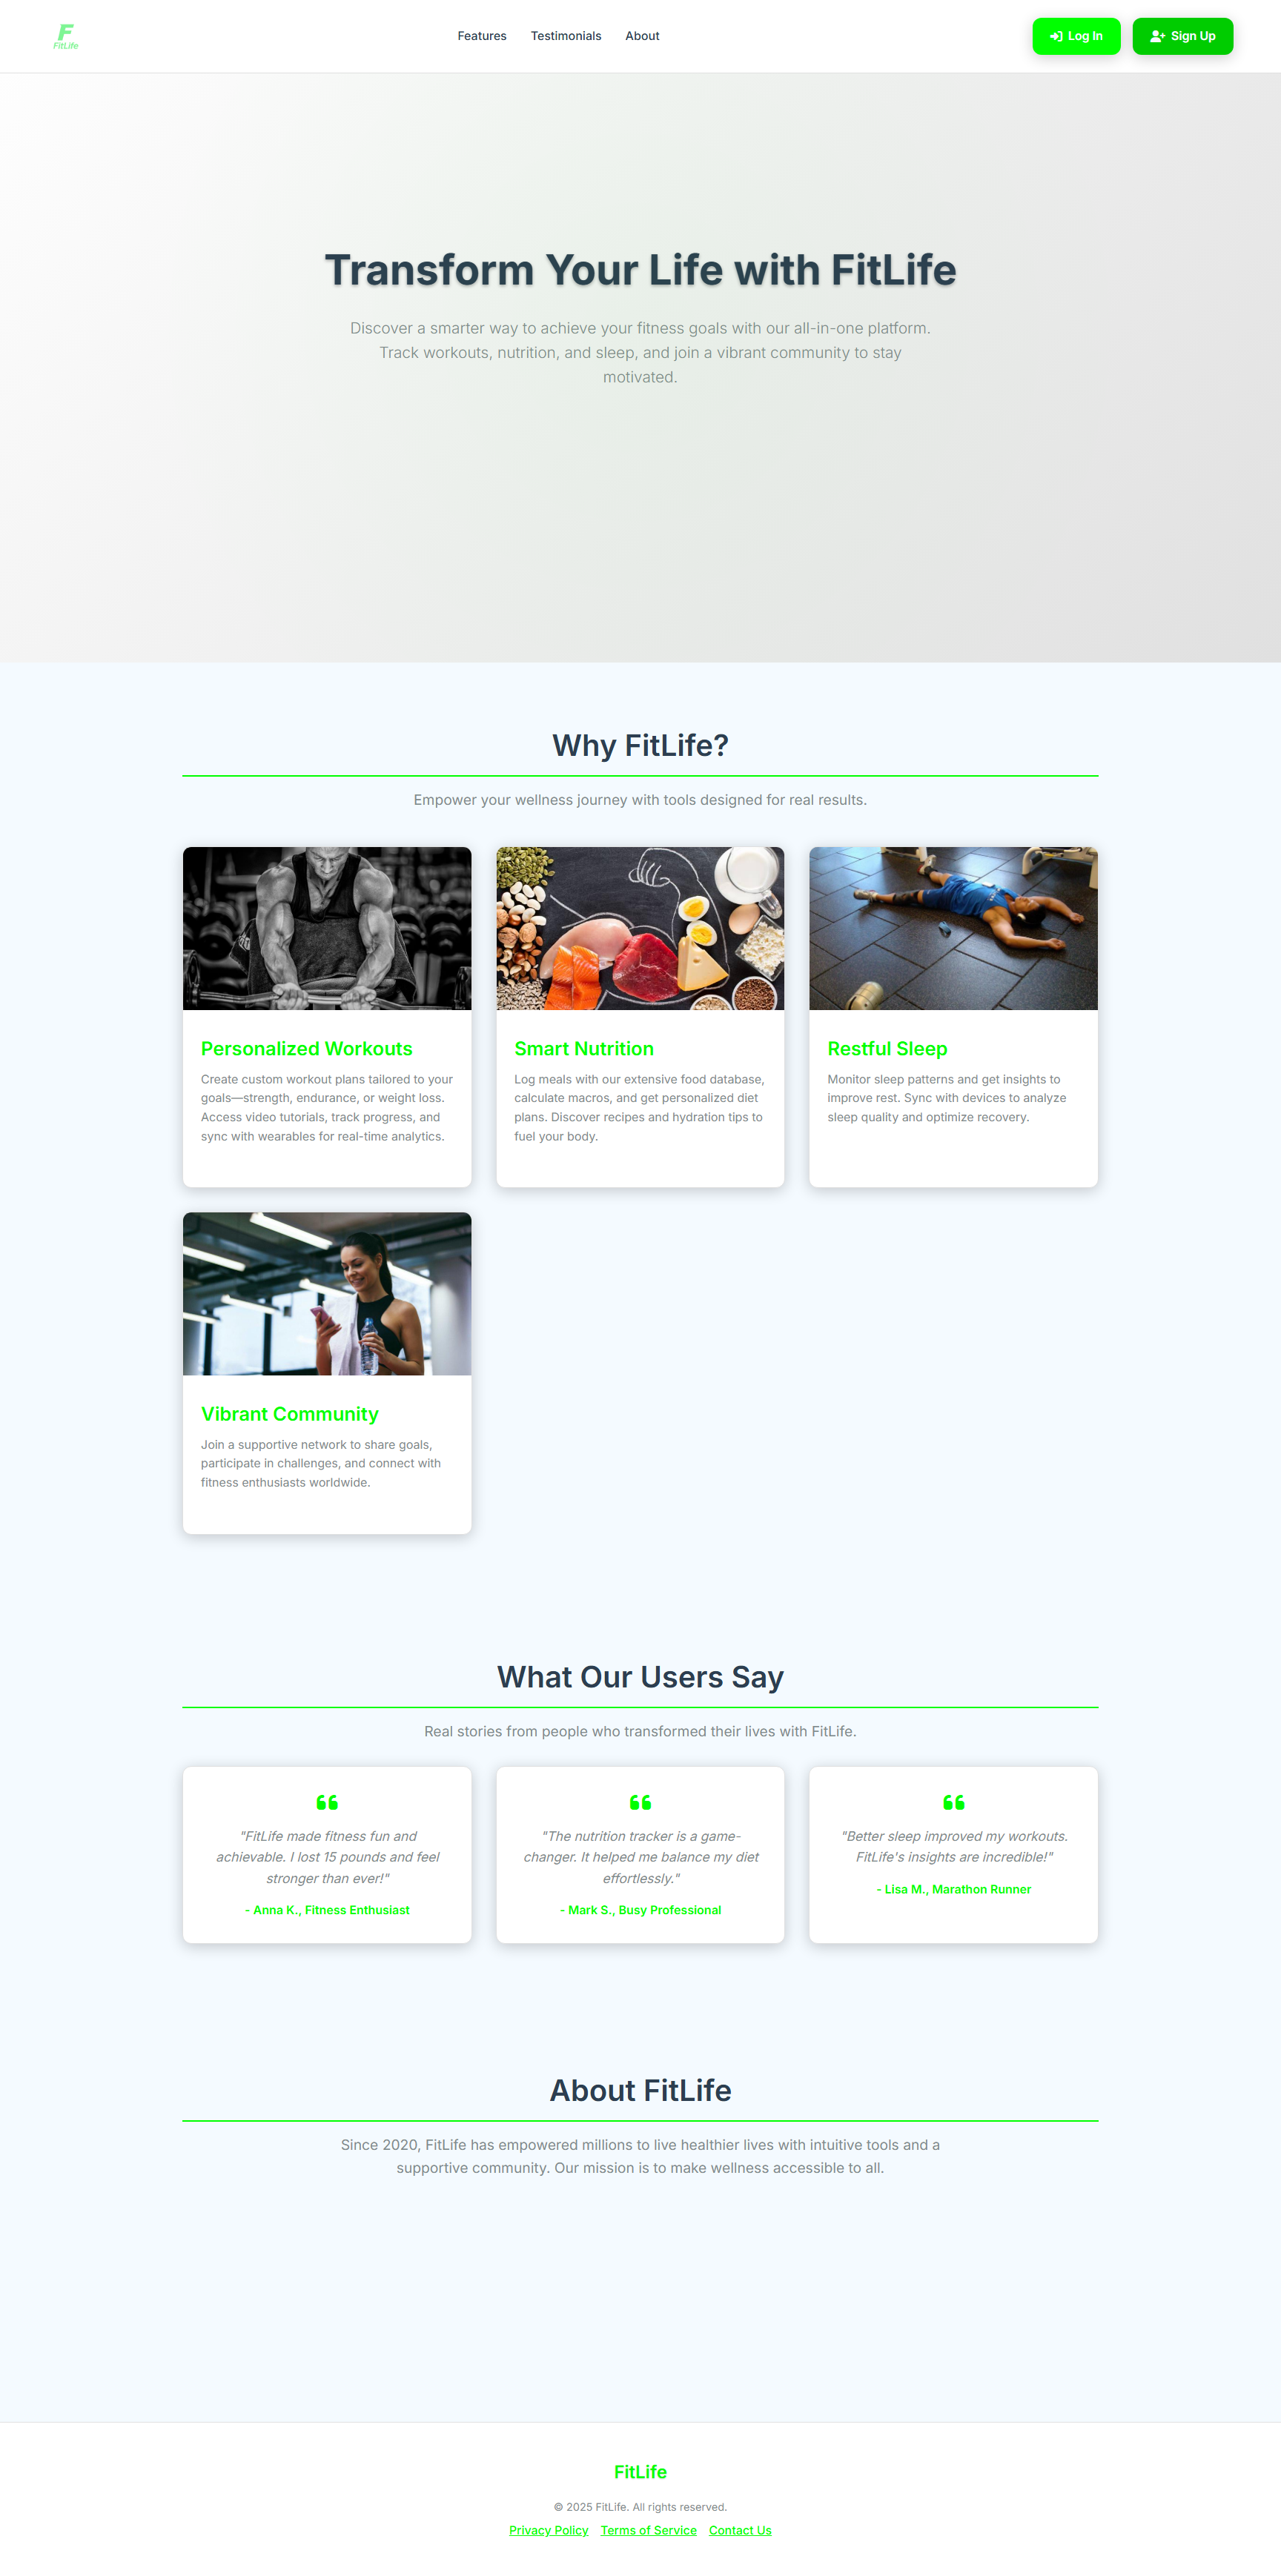 F
FitLife
Features Testimonials About
Log In Sign Up
Transform Your Life with FitLife
Discover a smarter way to achieve your fitness goals with our all-in-one platform.
Track workouts, nutrition, and sleep, and join a vibrant community to stay
motivated.
Why FitLife?
Empower your wellness journey with tools designed for real results.
Personalized Workouts
Create custom workout plans tailored to your
goals—strength, endurance, or weight loss.
Access video tutorials, track progress, and
sync with wearables for real-time analytics.
Smart Nutrition
Log meals with our extensive food database,
calculate macros, and get personalized diet
plans. Discover recipes and hydration tips to
fuel your body.
Restful Sleep
Monitor sleep patterns and get insights to
improve rest. Sync with devices to analyze
sleep quality and optimize recovery.
Vibrant Community
Join a supportive network to share goals,
participate in challenges, and connect with
fitness enthusiasts worldwide.
What Our Users Say
Real stories from people who transformed their lives with FitLife.
"FitLife made fitness fun and
achievable. I lost 15 pounds and feel
stronger than ever!"
- Anna K., Fitness Enthusiast
"The nutrition tracker is a game-
changer. It helped me balance my diet
effortlessly."
- Mark S., Busy Professional
"Better sleep improved my workouts.
FitLife's insights are incredible!"
- Lisa M., Marathon Runner
About FitLife
Since 2020, FitLife has empowered millions to live healthier lives with intuitive tools and a
supportive community. Our mission is to make wellness accessible to all.
FitLife
© 2025 FitLife. All rights reserved.
Privacy Policy Terms of Service Contact Us